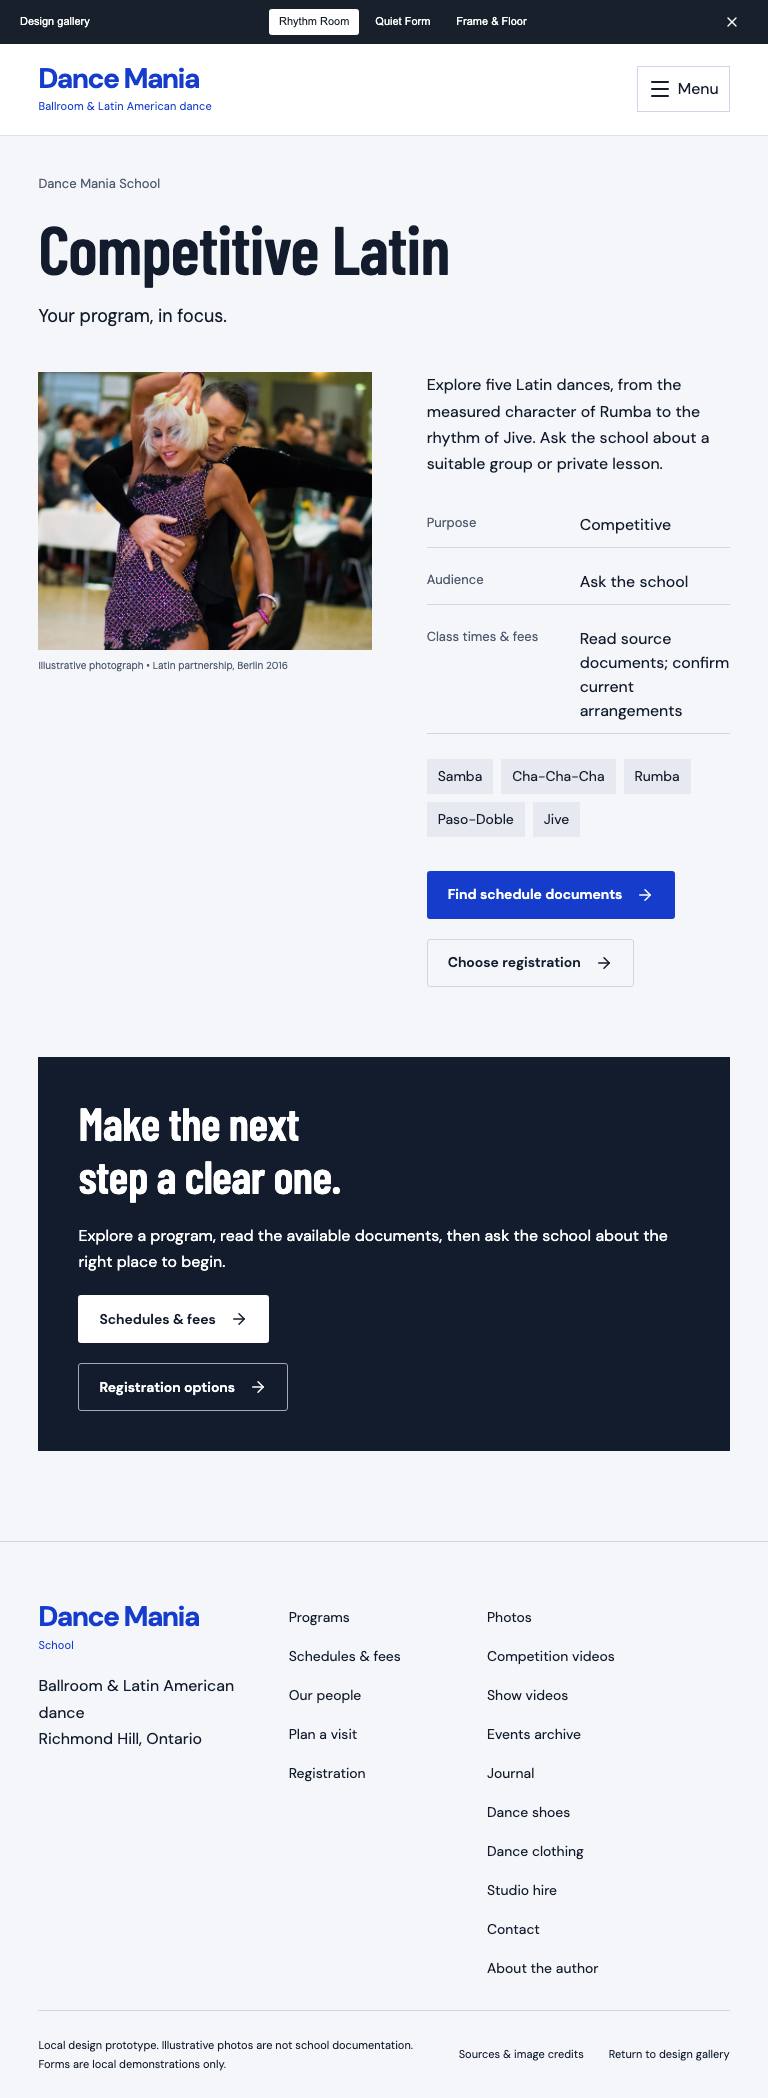 Design gallery
Rhythm Room
Quiet Form
Frame & Floor
Dance Mania
Ballroom & Latin American dance
Menu
Dance Mania School
Competitive Latin
Your program, in focus.
Illustrative photograph • Latin partnership, Berlin 2016
Explore five Latin dances, from the
measured character of Rumba to the
rhythm of Jive. Ask the school about a
suitable group or private lesson.
Purpose
Competitive
Audience
Ask the school
Class times & fees
Read source
documents; confirm
current
arrangements
Samba
Cha-Cha-Cha
Rumba
Paso-Doble
Jive
Find schedule documents
Choose registration
Make the next
step a clear one.
Explore a program, read the available documents, then ask the school about the
right place to begin.
Schedules & fees
Registration options
Dance Mania
School
Ballroom & Latin American
dance
Richmond Hill, Ontario
Programs
Schedules & fees
Our people
Plan a visit
Registration
Photos
Competition videos
Show videos
Events archive
Journal
Dance shoes
Dance clothing
Studio hire
Contact
About the author
Local design prototype. Illustrative photos are not school documentation.
Forms are local demonstrations only.
Sources & image credits
Return to design gallery